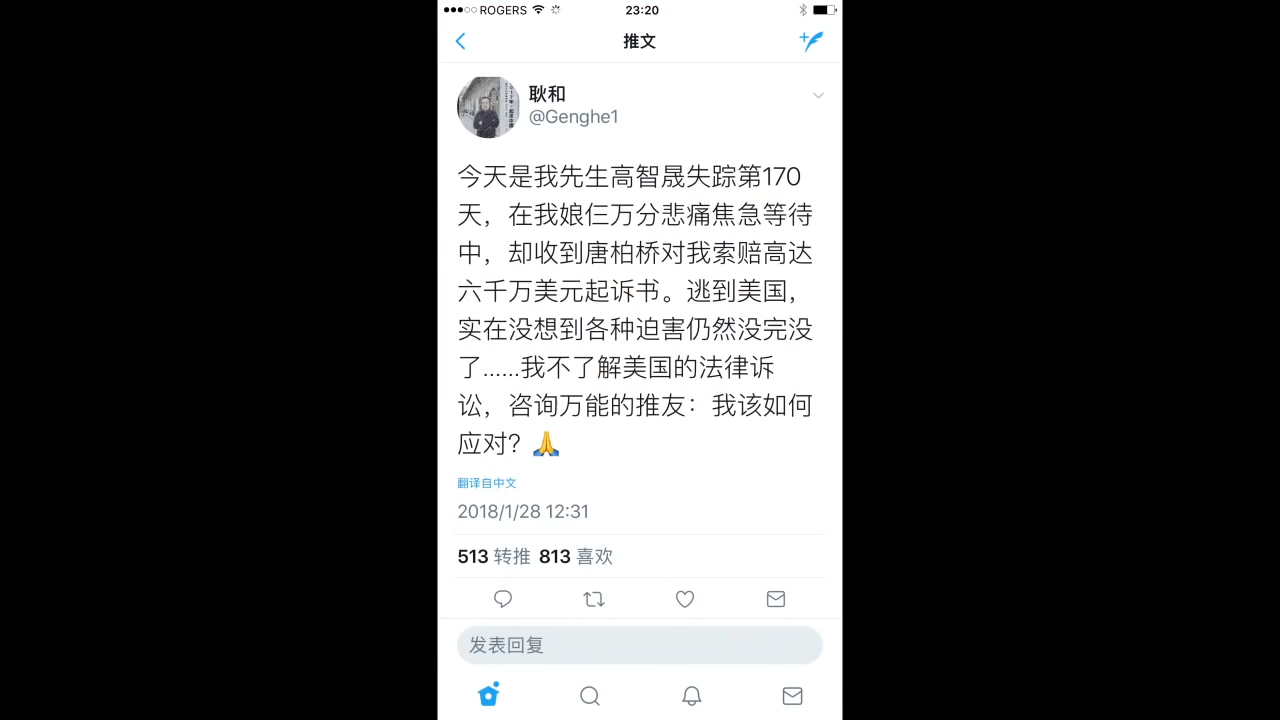 ROGERS 23:20
推文
耿和
@Genghe1
今天是我先生高智晟失踪第170
天，在我娘仨万分悲痛焦急等待
中，却收到唐柏桥对我索赔高达
六千万美元起诉书。逃到美国，
实在没想到各种迫害仍然没完没
了......我不了解美国的法律诉
讼，咨询万能的推友：我该如何
应对？🙏
翻译自中文
2018/1/28 12:31
513 转推 813 喜欢
发表回复